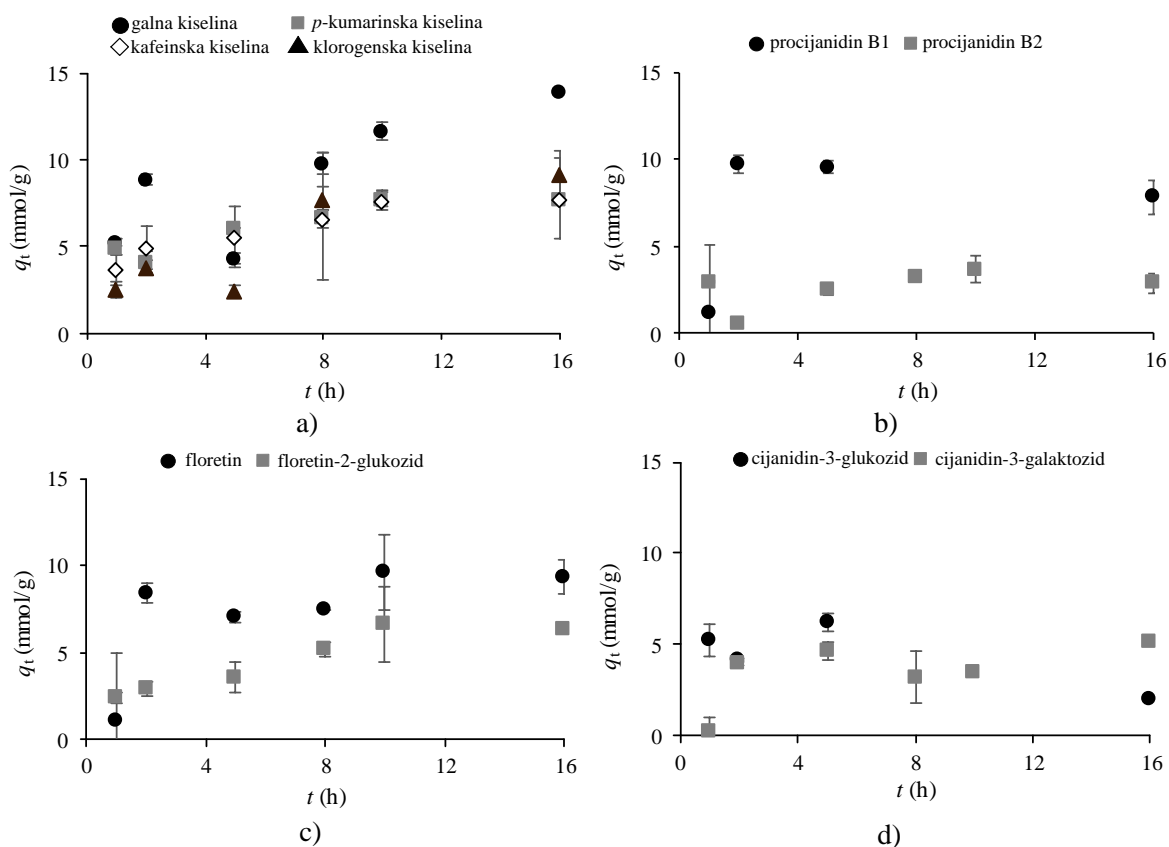 galna kiselina p-kumarinska kiselina
kafeinska kiselina klorogenska kiselina
15
10
5
0
qt (mmol/g)
0 4 8 12 16
t (h)
a)
procijanidin B1 procijanidin B2
15
10
5
0
qt (mmol/g)
0 4 8 12 16
t (h)
b)
floretin floretin-2-glukozid
15
10
5
0
qt (mmol/g)
0 4 8 12 16
t (h)
c)
cijanidin-3-glukozid cijanidin-3-galaktozid
15
10
5
0
qt (mmol/g)
0 4 8 12 16
t (h)
d)